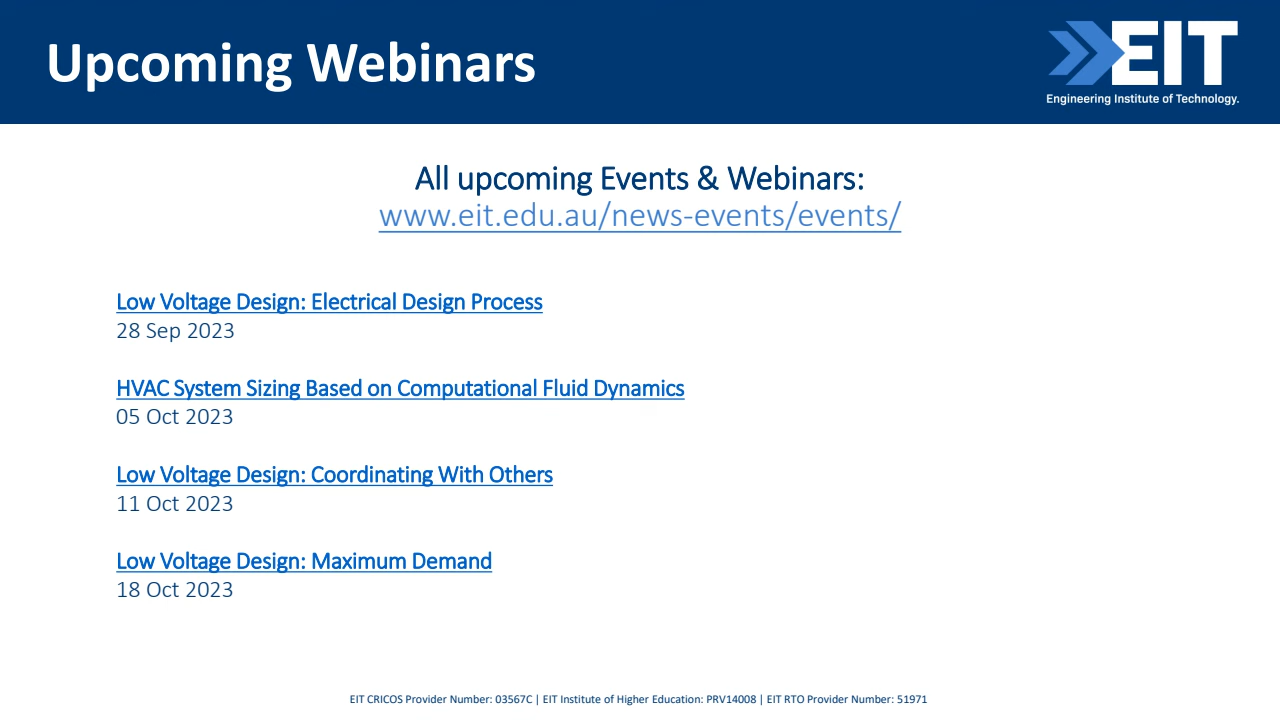 Upcoming Webinars
EIT
Engineering Institute of Technology.
All upcoming Events & Webinars:
www.eit.edu.au/news-events/events/
Low Voltage Design: Electrical Design Process
28 Sep 2023
HVAC System Sizing Based on Computational Fluid Dynamics
05 Oct 2023
Low Voltage Design: Coordinating With Others
11 Oct 2023
Low Voltage Design: Maximum Demand
18 Oct 2023
EIT CRICOS Provider Number: 03567C | EIT Institute of Higher Education: PRV14008 | EIT RTO Provider Number: 51971